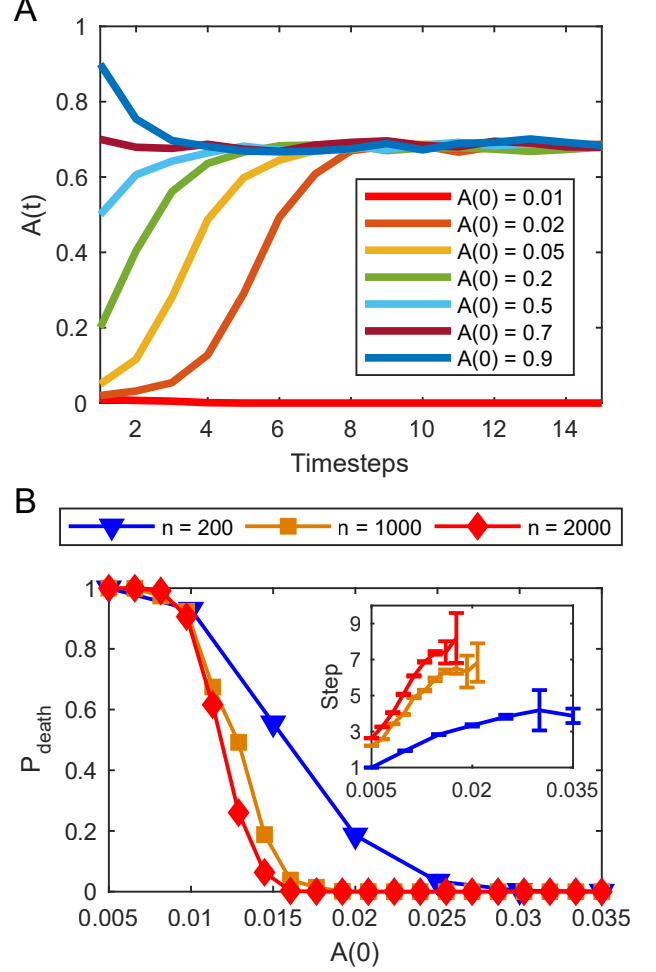 A
1
0.8
0.6
0.4
0.2
0
A(t)
A(0) = 0.01
A(0) = 0.02
A(0) = 0.05
A(0) = 0.2
A(0) = 0.5
A(0) = 0.7
A(0) = 0.9
2 4 6 8 10 12 14
Timesteps
B
n = 200 n = 1000 n = 2000
1
0.8
0.6
0.4
0.2
0
P_death
9
7
5
3
1
Step
0.005 0.02 0.035
0.005 0.01 0.015 0.02 0.025 0.03 0.035
A(0)